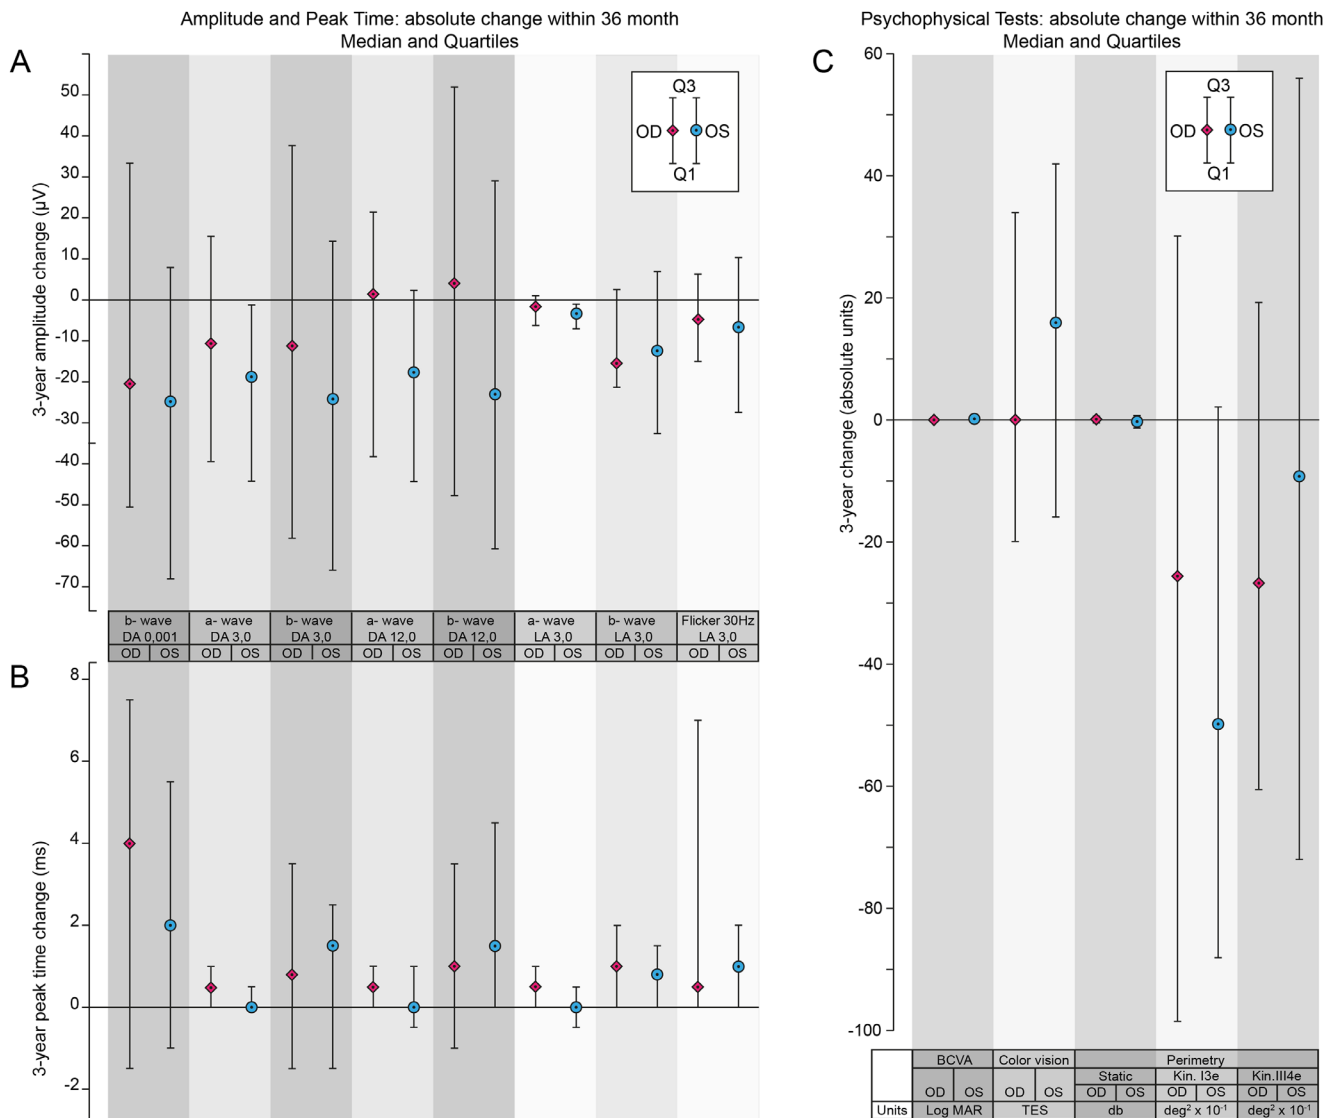 Amplitude and Peak Time: absolute change within 36 month
Median and Quartiles
A
3-year amplitude change (µV)
50
40
30
20
10
0
-10
-20
-30
-40
-50
-60
-70
Q3
OD OS
Q1
b- wave DA 0,001
a- wave DA 3,0
b- wave DA 3,0
a- wave DA 12,0
b- wave DA 12,0
a- wave LA 3,0
b- wave LA 3,0
Flicker 30Hz LA 3,0
OD OS OD OS OD OS OD OS OD OS OD OS OD OS OD OS
B
3-year peak time change (ms)
8
6
4
2
0
-2
Psychophysical Tests: absolute change within 36 month
Median and Quartiles
C
3-year change (absolute units)
60
40
20
0
-20
-40
-60
-80
-100
Q3
OD OS
Q1
BCVA Color vision Perimetry
Static Kin. I3e Kin.III4e
OD OS OD OS OD OS OD OS OD OS
Units Log MAR TES db deg² x 10⁻¹ deg² x 10⁻¹